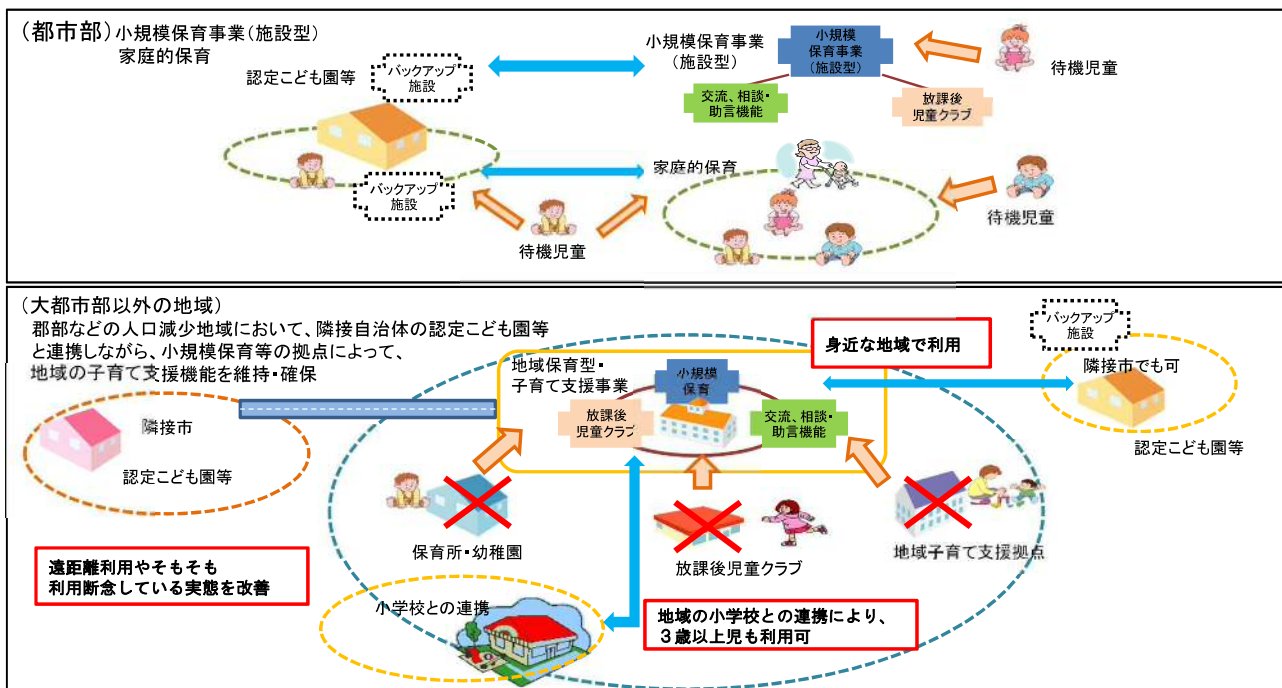 (都市部)小規模保育事業(施設型)
家庭的保育
認定こども園等
バックアップ
施設
小規模保育事業
(施設型)
小規模
保育事業
(施設型)
待機児童
交流、相談・
助言機能
放課後
児童クラブ
バックアップ
施設
家庭的保育
待機児童
待機児童
(大都市部以外の地域)
郡部などの人口減少地域において、隣接自治体の認定こども園等
と連携しながら、小規模保育等の拠点によって、
地域の子育て支援機能を維持・確保
身近な地域で利用
バックアップ
施設
隣接市でも可
認定こども園等
地域保育型・
子育て支援事業
小規模
保育
放課後
児童クラブ
交流、相談・
助言機能
隣接市
認定こども園等
保育所・幼稚園
放課後児童クラブ
地域子育て支援拠点
遠距離利用やそもそも
利用断念している実態を改善
小学校との連携
地域の小学校との連携により、
3歳以上児も利用可